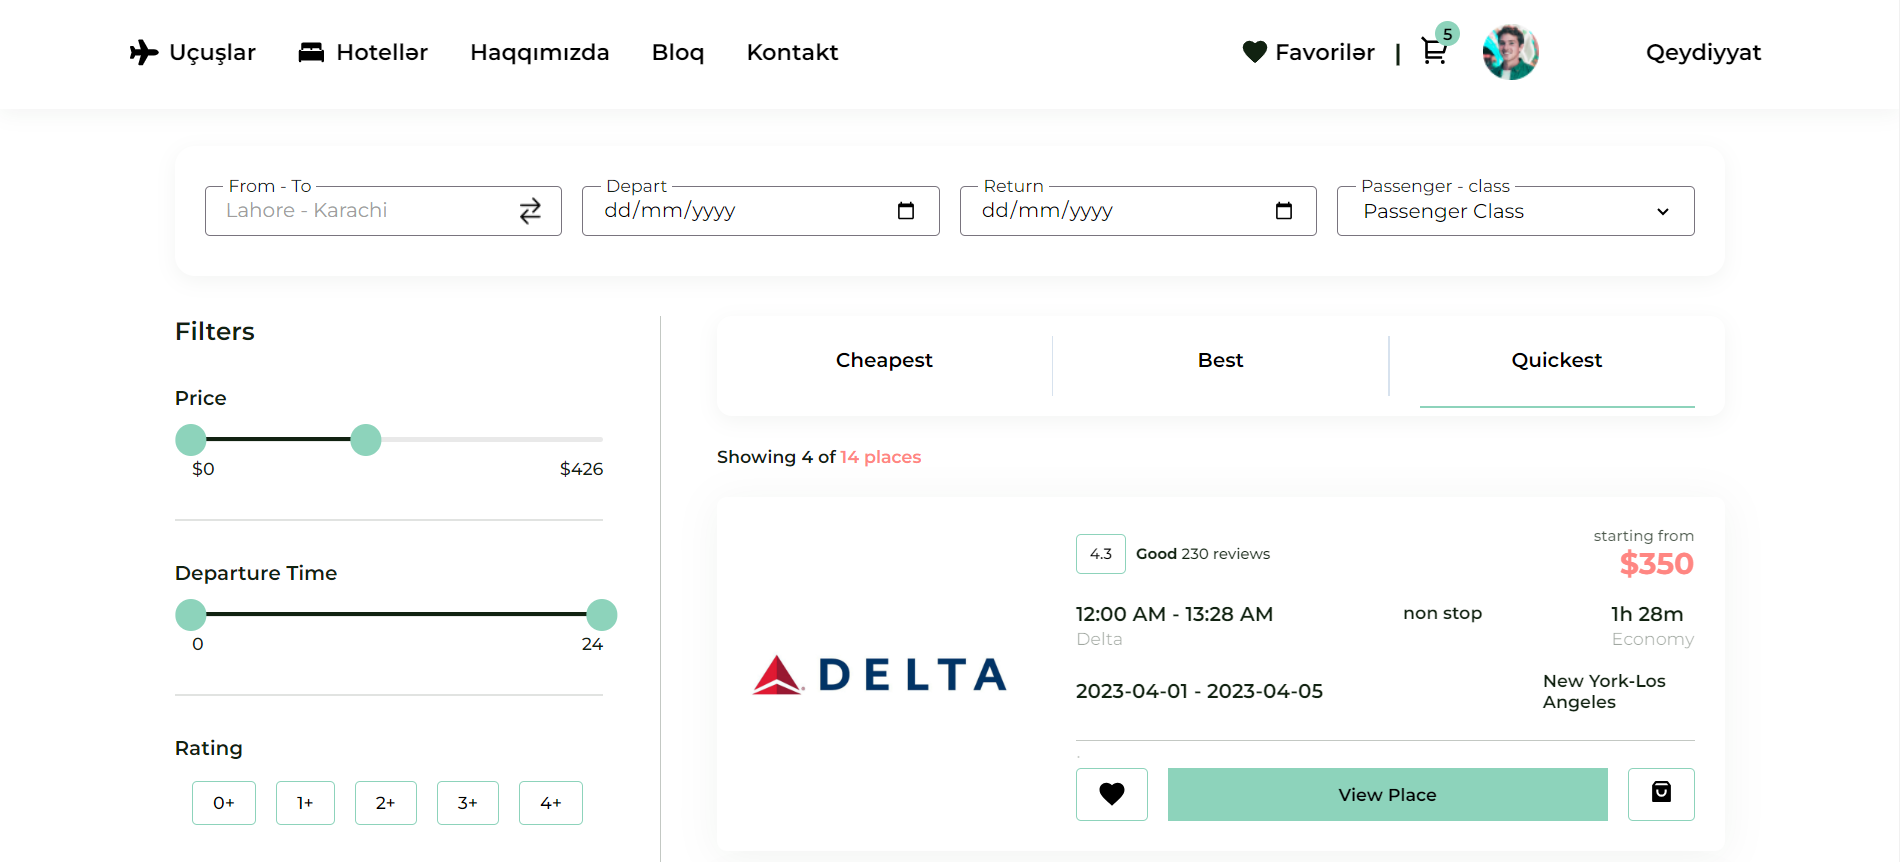 Uçuşlar Hotellər Haqqımızda Bloq Kontakt Favorilər | 5 Qeydiyyat
From - To Depart Return Passenger - class
Lahore - Karachi dd/mm/yyyy dd/mm/yyyy Passenger Class
Filters
Price
$0 $426
Departure Time
0 24
Rating
0+ 1+ 2+ 3+ 4+
Cheapest Best Quickest
Showing 4 of 14 places
DELTA
starting from
4.3 Good 230 reviews $350
12:00 AM - 13:28 AM non stop 1h 28m
Delta Economy
2023-04-01 - 2023-04-05 New York-Los
Angeles
View Place